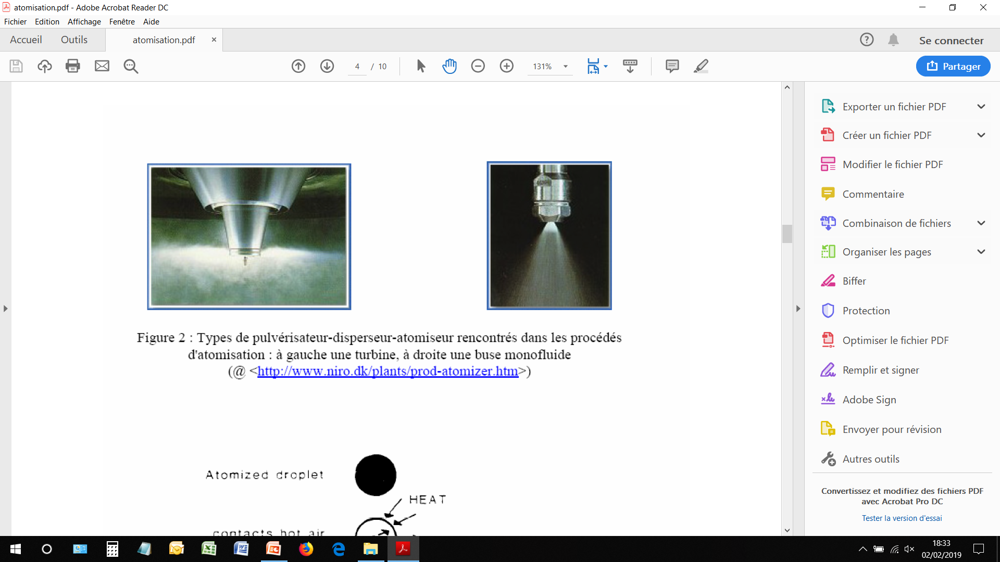 atomisation.pdf - Adobe Acrobat Reader DC
Fichier Edition Affichage Fenêtre Aide
Accueil Outils atomisation.pdf × Se connecter
4 / 10 131% Partager
Figure 2 : Types de pulvérisateur-disperseur-atomiseur rencontrés dans les procédés
d'atomisation : à gauche une turbine, à droite une buse monofluide
(@ <http://www.niro.dk/plants/prod-atomizer.htm>)
Atomized droplet
HEAT
contacts hot air
Exporter un fichier PDF
Créer un fichier PDF
Modifier le fichier PDF
Commentaire
Combinaison de fichiers
Organiser les pages
Biffer
Protection
Optimiser le fichier PDF
Remplir et signer
Adobe Sign
Envoyer pour révision
Autres outils
Convertissez et modifiez des fichiers PDF
avec Acrobat Pro DC
Tester la version d'essai
18:33
02/02/2019